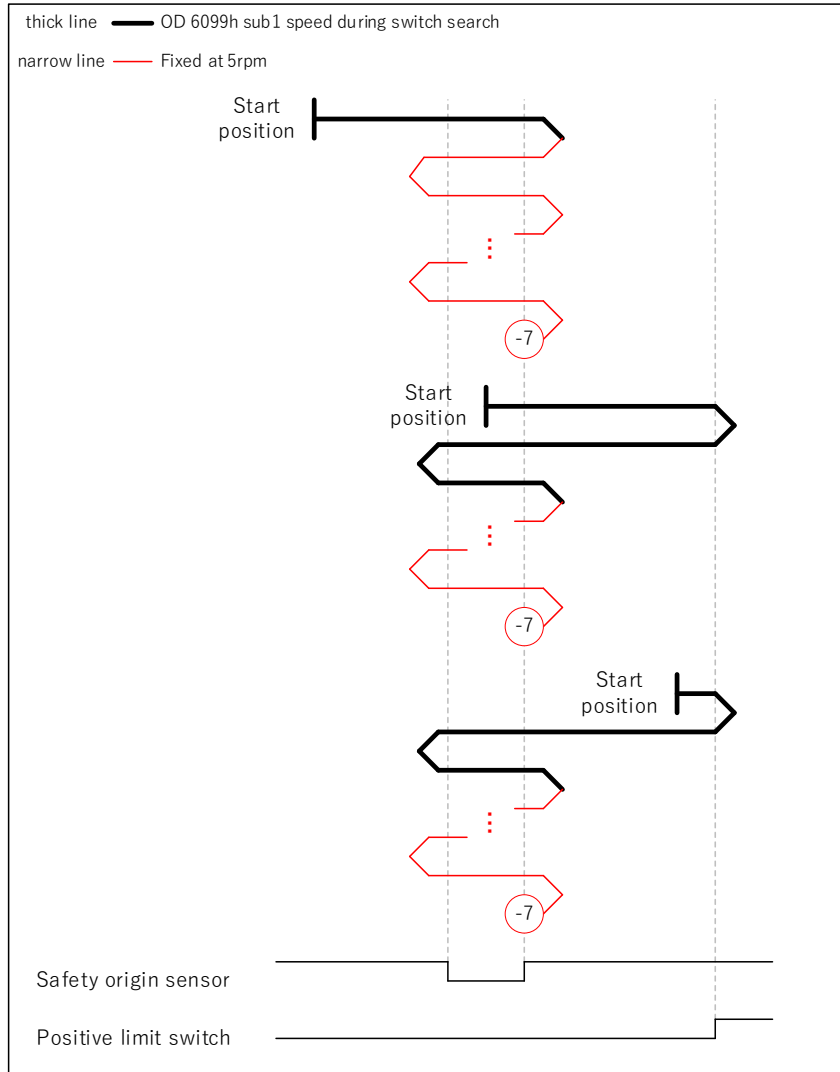 thick line OD 6099h sub1 speed during switch search
narrow line Fixed at 5rpm
Start
position
-7
Start
position
-7
Start
position
-7
Safety origin sensor
Positive limit switch